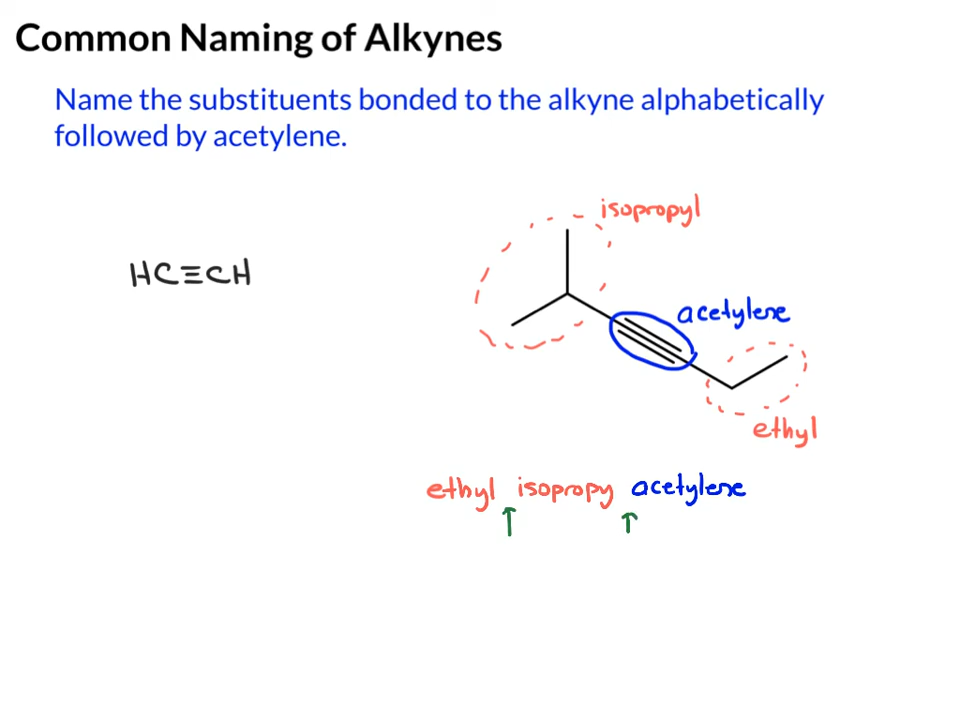 Common Naming of Alkynes
Name the substituents bonded to the alkyne alphabetically
followed by acetylene.
isopropyl
HC≡CH
acetylene
ethyl
ethyl isopropy acetylene